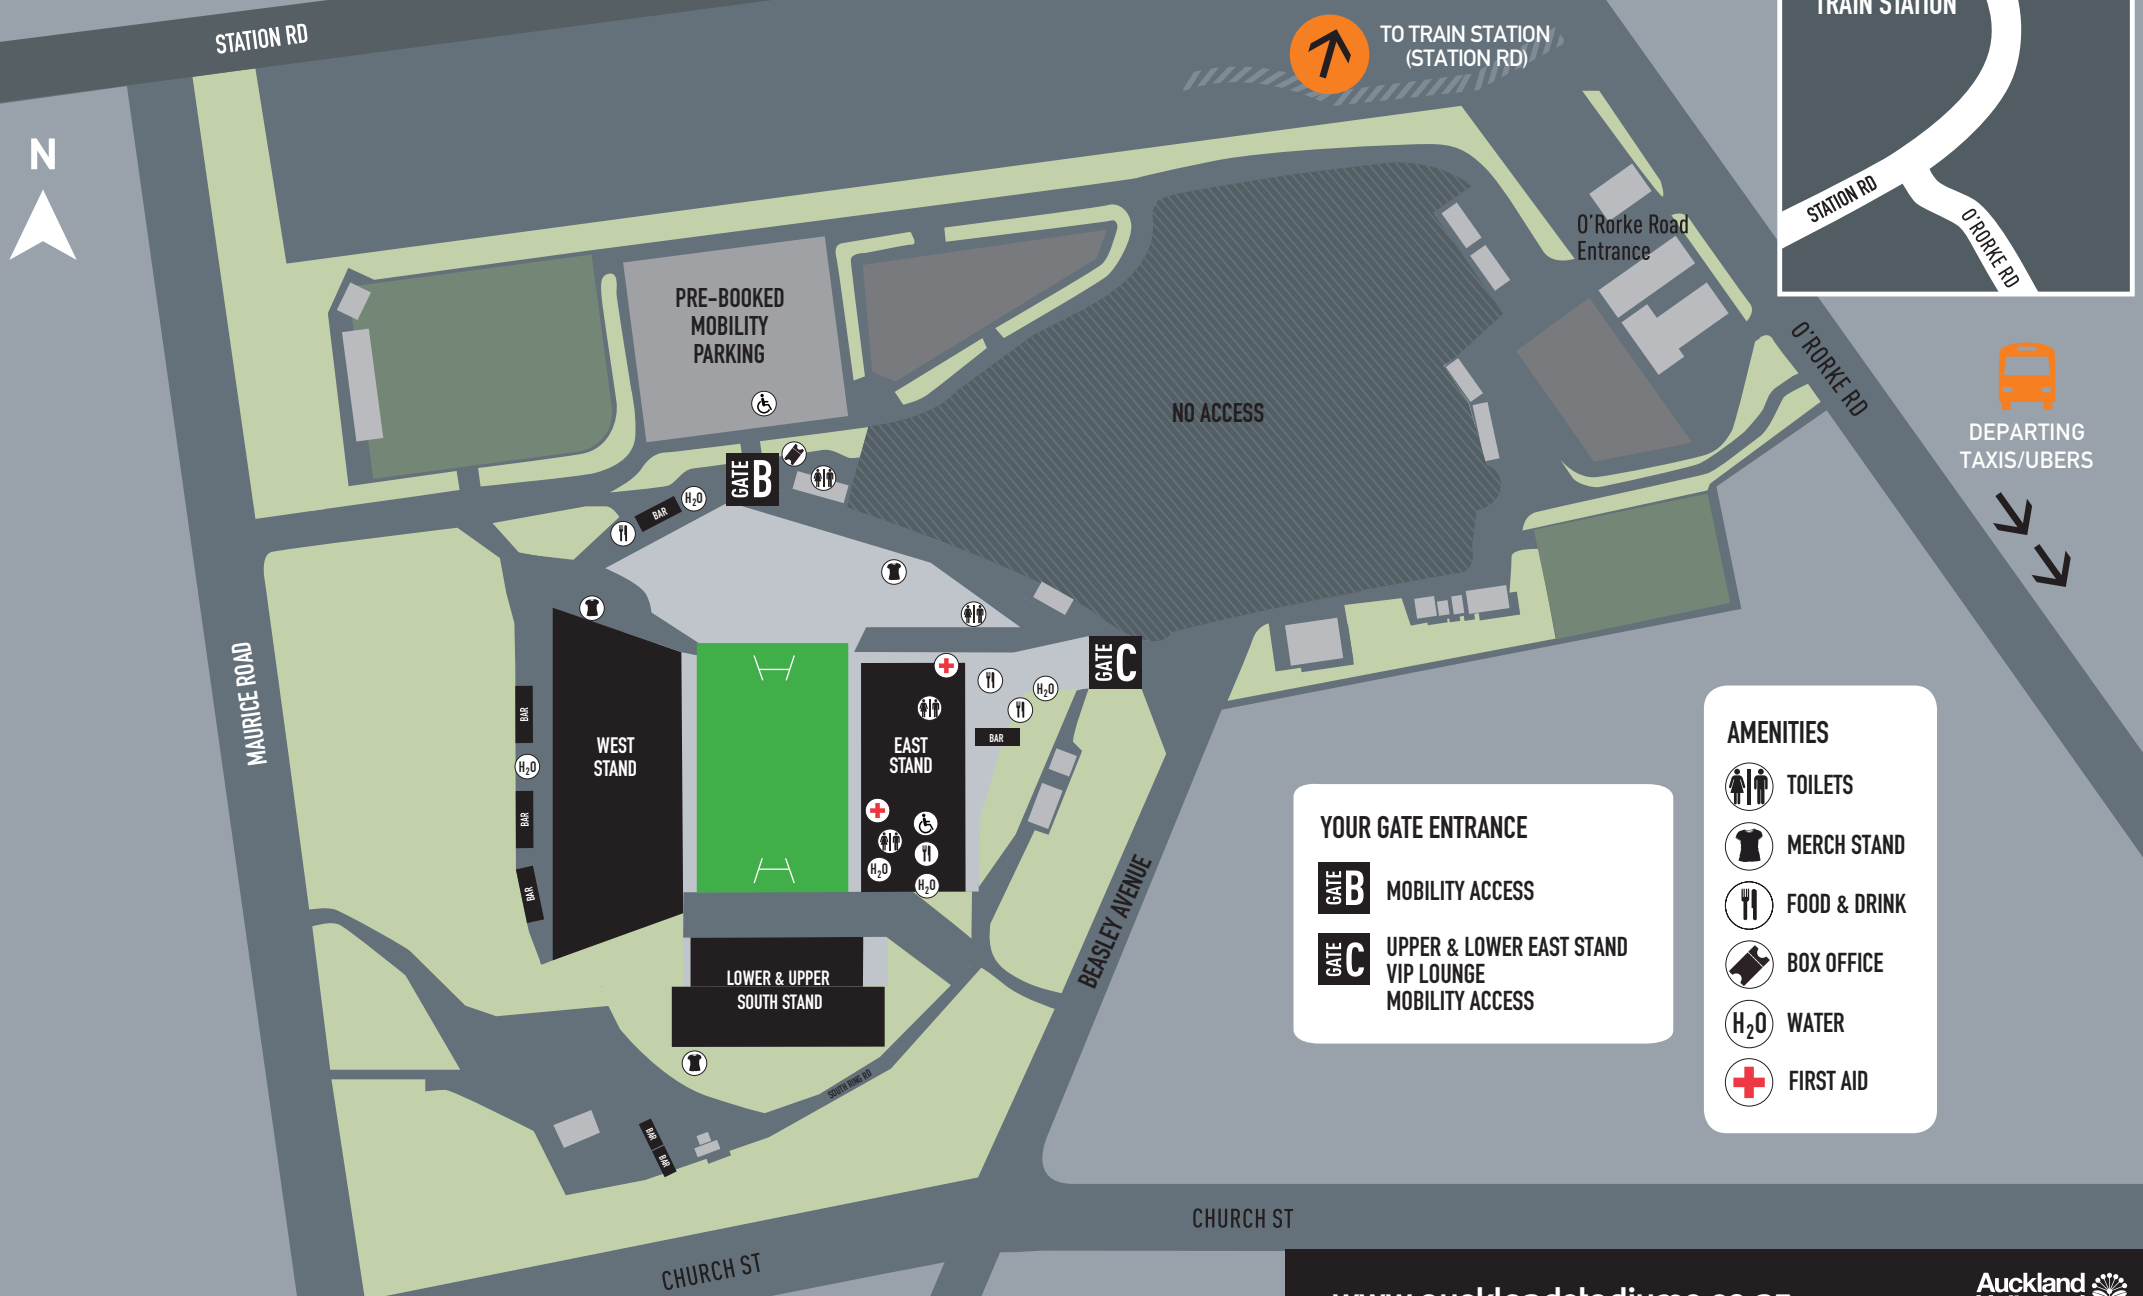 STATION RD
TO TRAIN STATION
(STATION RD)
TRAIN STATION
STATION RD
O'RORKE RD
N
O'Rorke Road
Entrance
PRE-BOOKED
MOBILITY
PARKING
O'RORKE RD
NO ACCESS
DEPARTING
TAXIS/UBERS
GATE B
H2O
BAR
MAURICE ROAD
GATE C
H2O
BAR
BAR
WEST
STAND
EAST
STAND
H2O
BAR
BAR
H2O
H2O
BEASLEY AVENUE
LOWER & UPPER
SOUTH STAND
SOUTH RING RD
BAR
BAR
YOUR GATE ENTRANCE
GATE B
MOBILITY ACCESS
GATE C
UPPER & LOWER EAST STAND
VIP LOUNGE
MOBILITY ACCESS
AMENITIES
TOILETS
MERCH STAND
FOOD & DRINK
BOX OFFICE
H2O WATER
FIRST AID
CHURCH ST
CHURCH ST
Auckland